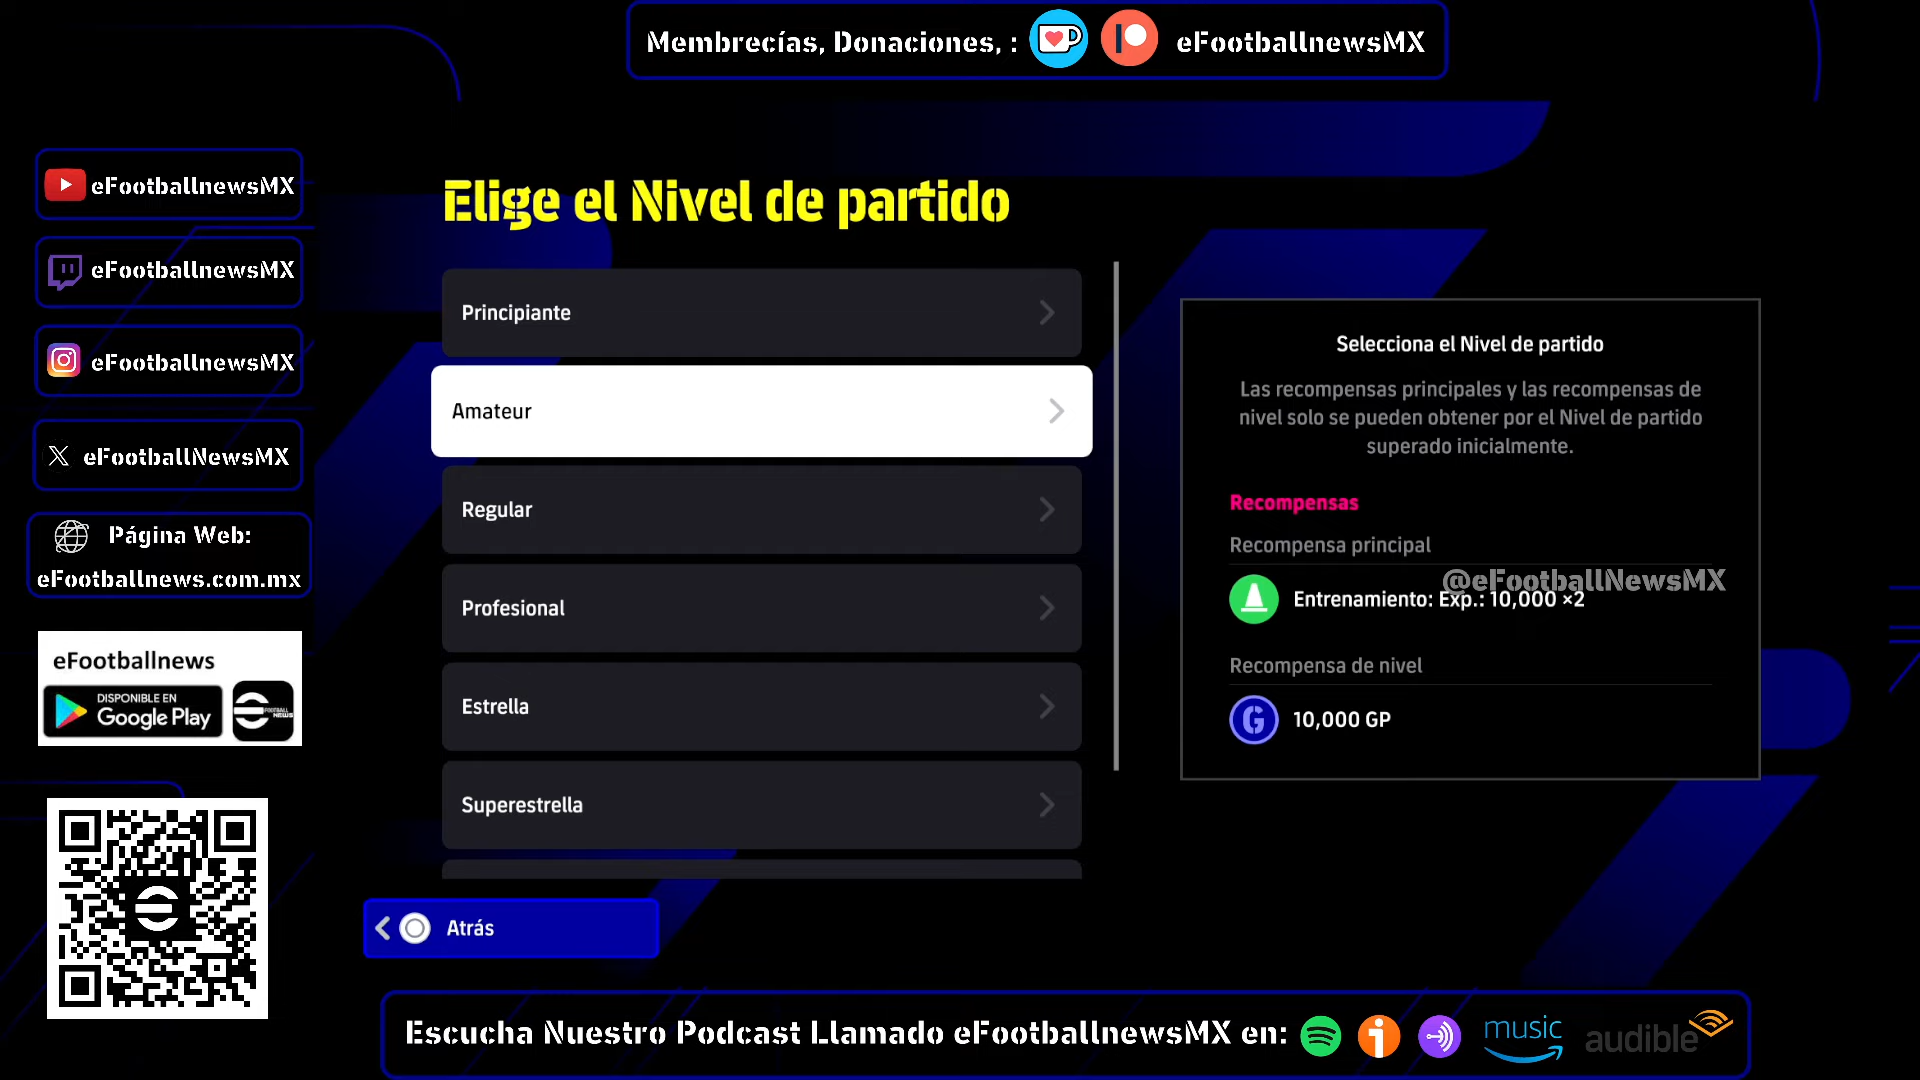 Membrecías, Donaciones, : eFootballnewsMX
eFootballnewsMX
eFootballnewsMX
eFootballnewsMX
eFootballNewsMX
Página Web:
eFootballnews.com.mx
eFootballnews
DISPONIBLE EN
Google Play
FOOTBALL
NEWS
Elige el Nivel de partido
Principiante
Amateur
Regular
Profesional
Estrella
Superestrella
Atrás
Selecciona el Nivel de partido
Las recompensas principales y las recompensas de
nivel solo se pueden obtener por el Nivel de partido
superado inicialmente.
Recompensas
Recompensa principal
@eFootballNewsMX
Entrenamiento: Exp.: 10,000 ×2
Recompensa de nivel
10,000 GP
Escucha Nuestro Podcast Llamado eFootballnewsMX en: music audible